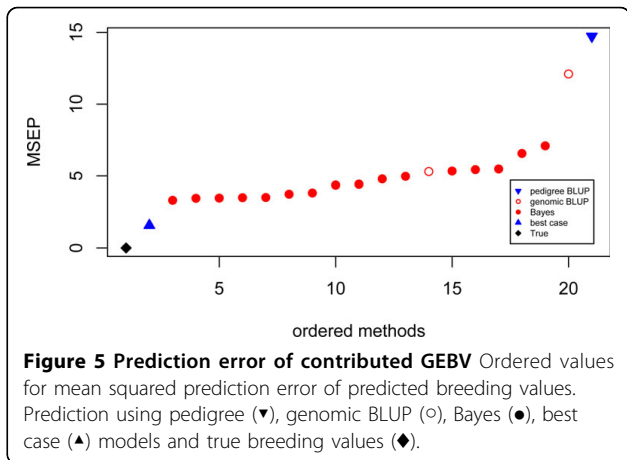 15
10
5
0
MSEP
pedigree BLUP
genomic BLUP
Bayes
best case
True
5
10
15
20
ordered methods
Figure 5 Prediction error of contributed GEBV Ordered values
for mean squared prediction error of predicted breeding values.
Prediction using pedigree (▼), genomic BLUP (○), Bayes (●), best
case (▲) models and true breeding values (◆).